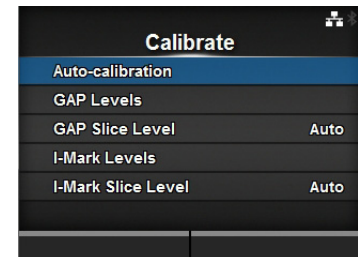 Calibrate
Auto-calibration
GAP Levels
GAP Slice Level Auto
I-Mark Levels
I-Mark Slice Level Auto